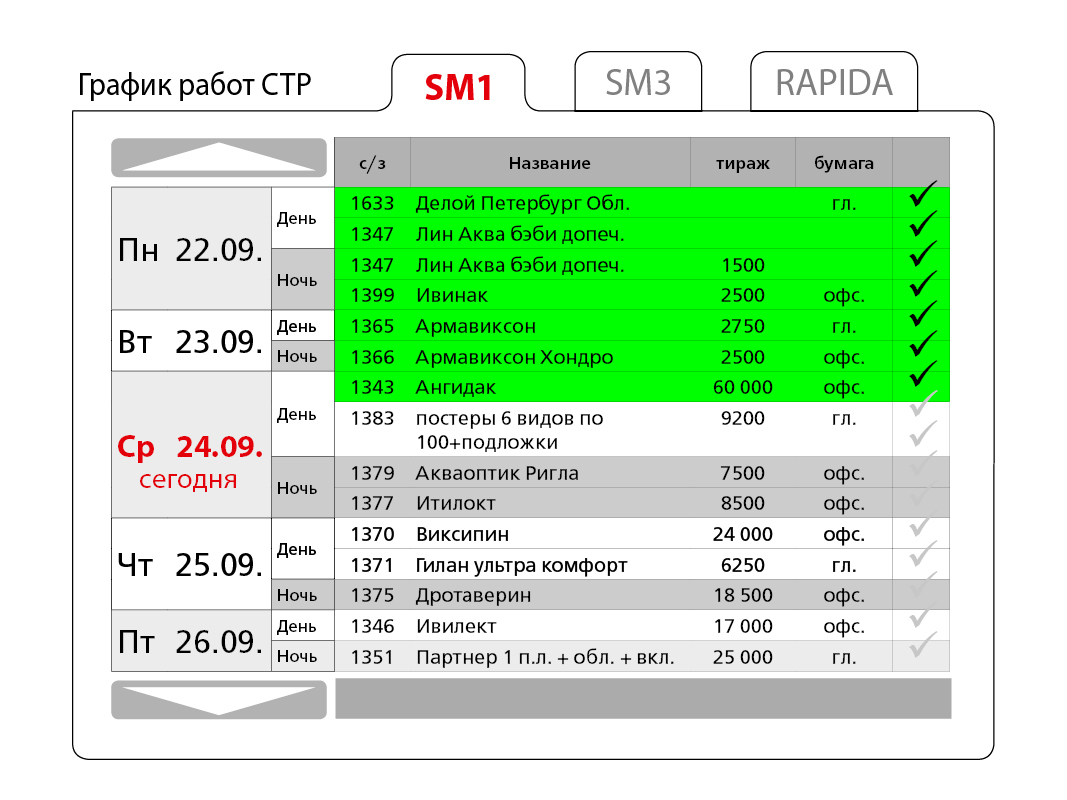 График работ СТР
SM1
SM3
RAPIDA
с/з Название тираж бумага
Пн 22.09.
День
1633 Делой Петербург Обл. гл.
1347 Лин Аква бэби допеч.
Ночь
1347 Лин Аква бэби допеч. 1500
1399 Ивинак 2500 офс.
Вт 23.09.
День
1365 Армавиксон 2750 гл.
Ночь
1366 Армавиксон Хондро 2500 офс.
Ср 24.09.
сегодня
День
1343 Ангидак 60 000 офс.
1383 постеры 6 видов по 9200 гл.
100+подложки
Ночь
1379 Акваоптик Ригла 7500 офс.
1377 Итилокт 8500 офс.
Чт 25.09.
День
1370 Виксипин 24 000 офс.
1371 Гилан ультра комфорт 6250 гл.
Ночь
1375 Дротаверин 18 500 офс.
Пт 26.09.
День
1346 Ивилект 17 000 офс.
Ночь
1351 Партнер 1 п.л. + обл. + вкл. 25 000 гл.